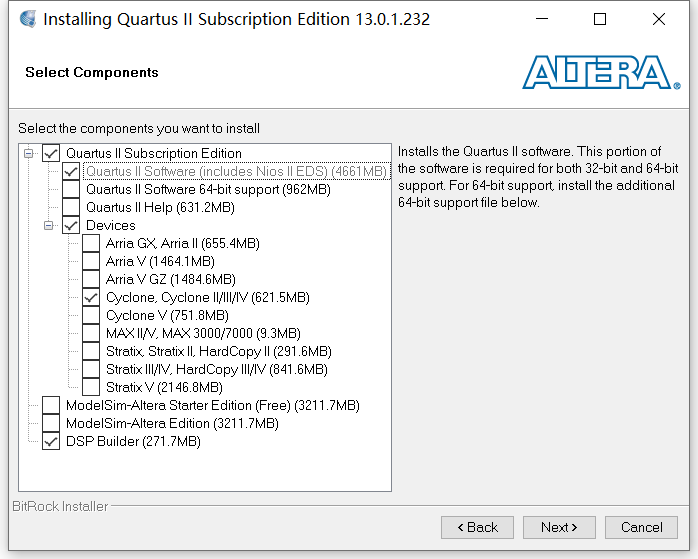 Installing Quartus II Subscription Edition 13.0.1.232
Select Components
ALTERA®
Select the components you want to install
Quartus II Subscription Edition
Quartus II Software (includes Nios II EDS) (4661MB)
Quartus II Software 64-bit support (962MB)
Quartus II Help (631.2MB)
Devices
Arria GX, Arria II (655.4MB)
Arria V (1464.1MB)
Arria V GZ (1484.6MB)
Cyclone, Cyclone II/III/IV (621.5MB)
Cyclone V (751.8MB)
MAX II/V, MAX 3000/7000 (9.3MB)
Stratix, Stratix II, HardCopy II (291.6MB)
Stratix III/IV, HardCopy III/IV (841.6MB)
Stratix V (2146.8MB)
ModelSim-Altera Starter Edition (Free) (3211.7MB)
ModelSim-Altera Edition (3211.7MB)
DSP Builder (271.7MB)
Installs the Quartus II software. This portion of
the software is required for both 32-bit and 64-bit
support. For 64-bit support, install the additional
64-bit support file below.
BitRock Installer
< Back
Next >
Cancel